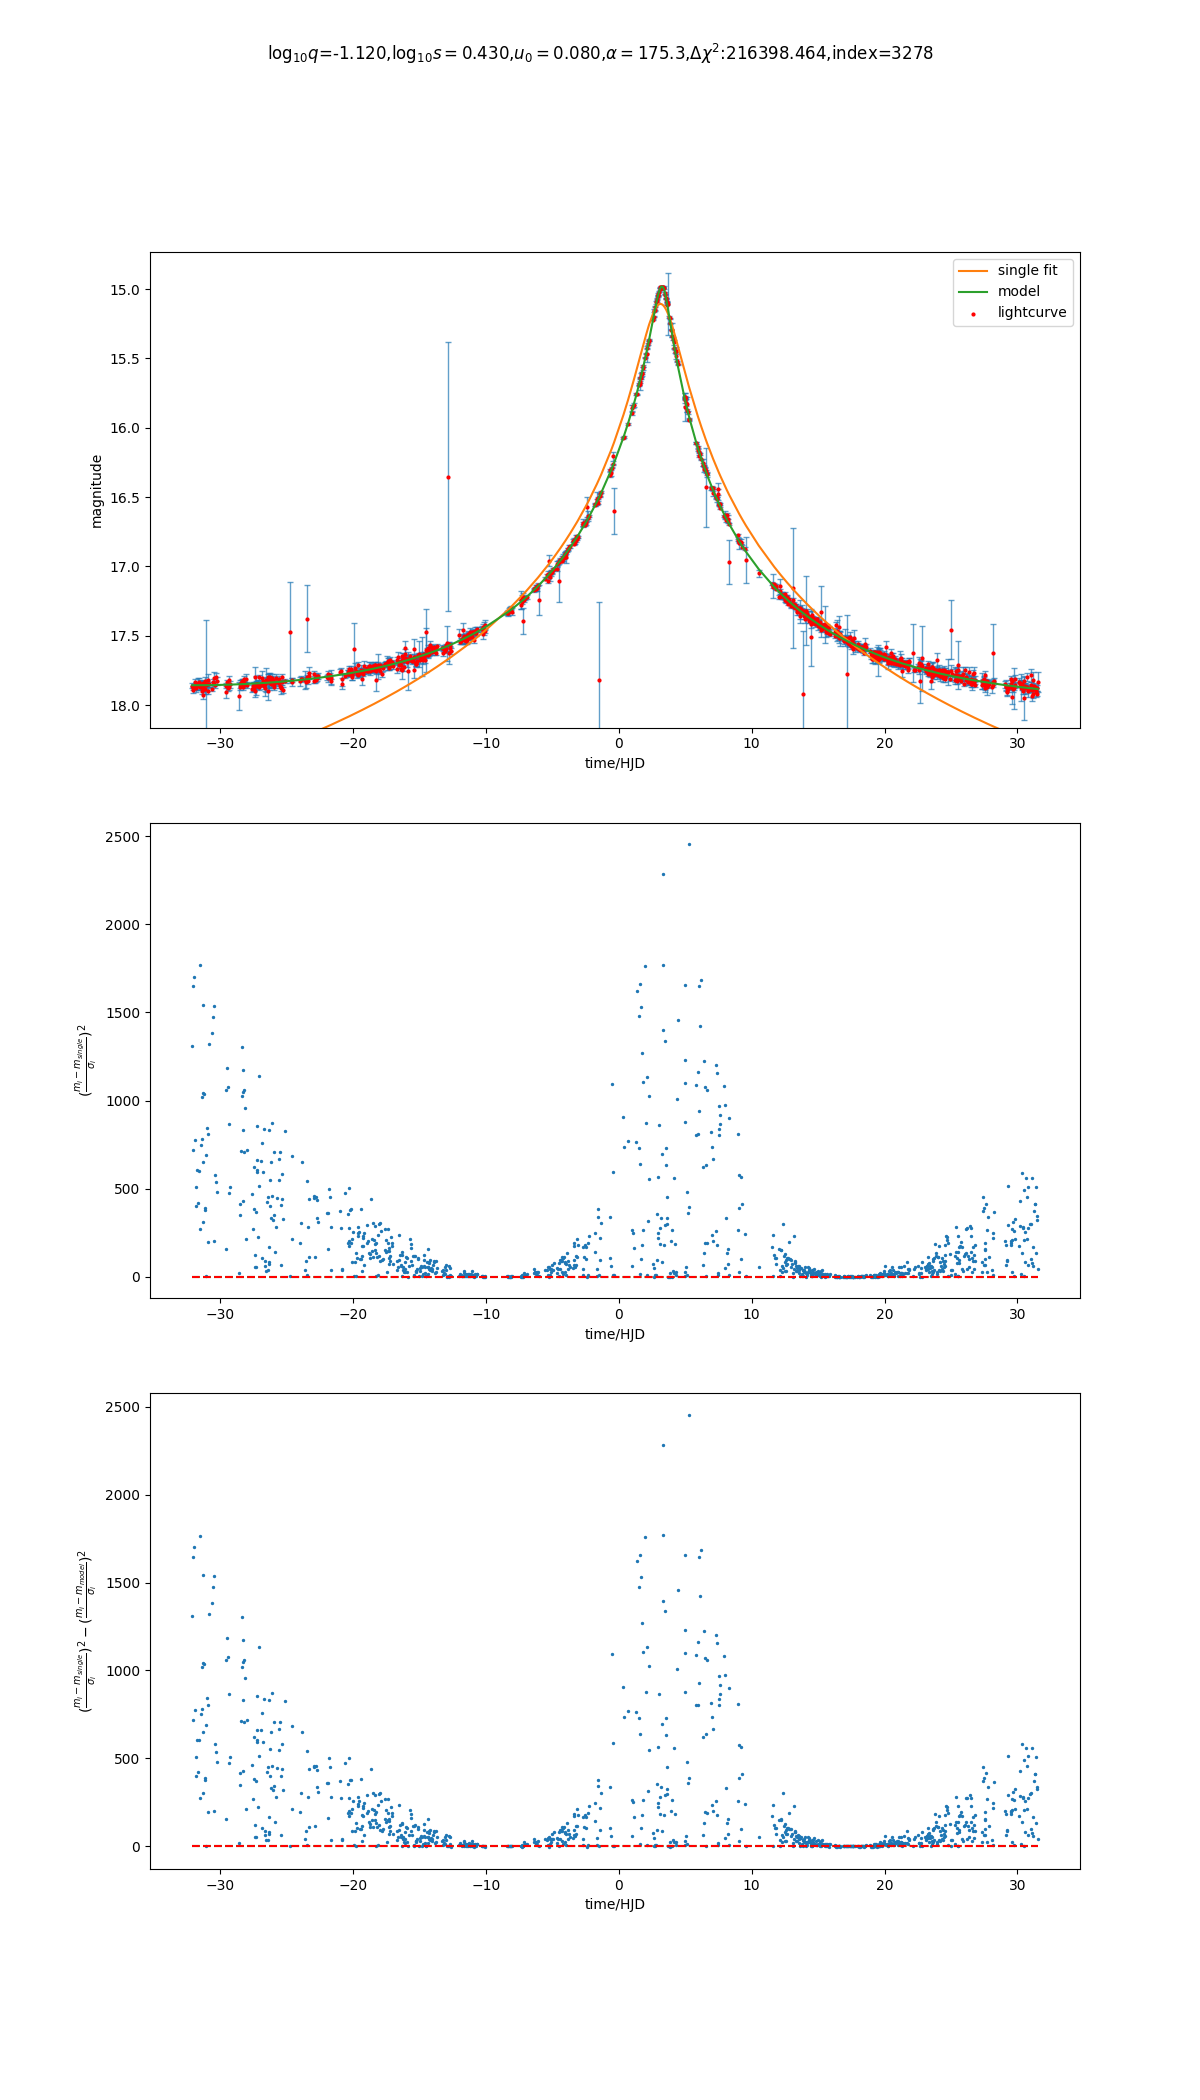 log₁₀q=-1.120,log₁₀s = 0.430,u₀ = 0.080,α = 175.3,Δχ²:216398.464,index=3278
single fit
model
lightcurve
15.0
15.5
16.0
16.5
17.0
17.5
18.0
magnitude
−30 −20 −10 0 10 20 30
time/HJD
2500
2000
1500
1000
500
0
(mᵢ − m_single / σᵢ)²
−30 −20 −10 0 10 20 30
time/HJD
2500
2000
1500
1000
500
0
(mᵢ − m_single / σᵢ)² − (mᵢ − m_model / σᵢ)²
−30 −20 −10 0 10 20 30
time/HJD